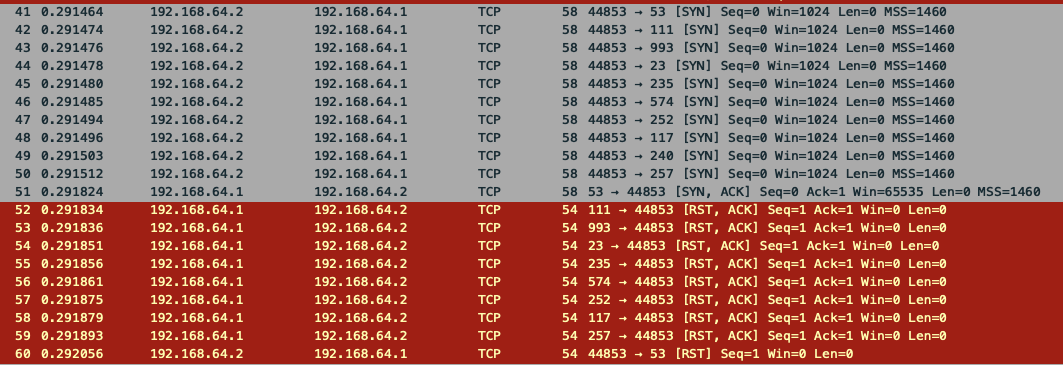 41 0.291464 192.168.64.2 192.168.64.1 TCP 58 44853 → 53 [SYN] Seq=0 Win=1024 Len=0 MSS=1460
42 0.291474 192.168.64.2 192.168.64.1 TCP 58 44853 → 111 [SYN] Seq=0 Win=1024 Len=0 MSS=1460
43 0.291476 192.168.64.2 192.168.64.1 TCP 58 44853 → 993 [SYN] Seq=0 Win=1024 Len=0 MSS=1460
44 0.291478 192.168.64.2 192.168.64.1 TCP 58 44853 → 23 [SYN] Seq=0 Win=1024 Len=0 MSS=1460
45 0.291480 192.168.64.2 192.168.64.1 TCP 58 44853 → 235 [SYN] Seq=0 Win=1024 Len=0 MSS=1460
46 0.291485 192.168.64.2 192.168.64.1 TCP 58 44853 → 574 [SYN] Seq=0 Win=1024 Len=0 MSS=1460
47 0.291494 192.168.64.2 192.168.64.1 TCP 58 44853 → 252 [SYN] Seq=0 Win=1024 Len=0 MSS=1460
48 0.291496 192.168.64.2 192.168.64.1 TCP 58 44853 → 117 [SYN] Seq=0 Win=1024 Len=0 MSS=1460
49 0.291503 192.168.64.2 192.168.64.1 TCP 58 44853 → 240 [SYN] Seq=0 Win=1024 Len=0 MSS=1460
50 0.291512 192.168.64.2 192.168.64.1 TCP 58 44853 → 257 [SYN] Seq=0 Win=1024 Len=0 MSS=1460
51 0.291824 192.168.64.1 192.168.64.2 TCP 58 53 → 44853 [SYN, ACK] Seq=0 Ack=1 Win=65535 Len=0 MSS=1460
52 0.291834 192.168.64.1 192.168.64.2 TCP 54 111 → 44853 [RST, ACK] Seq=1 Ack=1 Win=0 Len=0
53 0.291836 192.168.64.1 192.168.64.2 TCP 54 993 → 44853 [RST, ACK] Seq=1 Ack=1 Win=0 Len=0
54 0.291851 192.168.64.1 192.168.64.2 TCP 54 23 → 44853 [RST, ACK] Seq=1 Ack=1 Win=0 Len=0
55 0.291856 192.168.64.1 192.168.64.2 TCP 54 235 → 44853 [RST, ACK] Seq=1 Ack=1 Win=0 Len=0
56 0.291861 192.168.64.1 192.168.64.2 TCP 54 574 → 44853 [RST, ACK] Seq=1 Ack=1 Win=0 Len=0
57 0.291875 192.168.64.1 192.168.64.2 TCP 54 252 → 44853 [RST, ACK] Seq=1 Ack=1 Win=0 Len=0
58 0.291879 192.168.64.1 192.168.64.2 TCP 54 117 → 44853 [RST, ACK] Seq=1 Ack=1 Win=0 Len=0
59 0.291893 192.168.64.1 192.168.64.2 TCP 54 257 → 44853 [RST, ACK] Seq=1 Ack=1 Win=0 Len=0
60 0.292056 192.168.64.2 192.168.64.1 TCP 54 44853 → 53 [RST] Seq=1 Win=0 Len=0